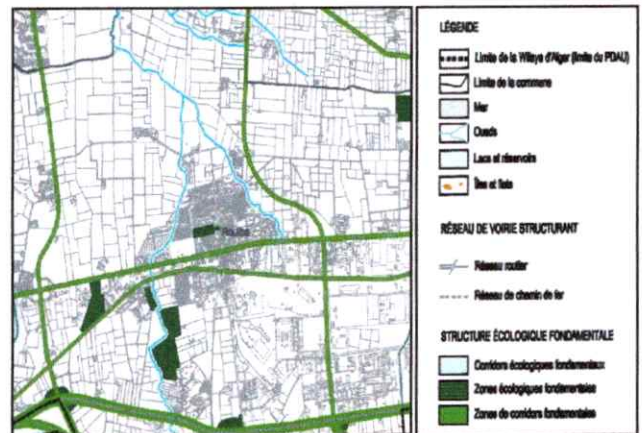 LÉGENDE
Limite de la Wilaya d'Alger (limite du PDAU)
Limite de la commune
Mer
Oueds
Lacs et réservoirs
Îles et îlots
RÉSEAU DE VOIRIE STRUCTURANT
Réseau routier
Réseau de chemin de fer
STRUCTURE ÉCOLOGIQUE FONDAMENTALE
Corridors écologiques fondamentaux
Zones écologiques fondamentales
Zones de corridors fondamentales